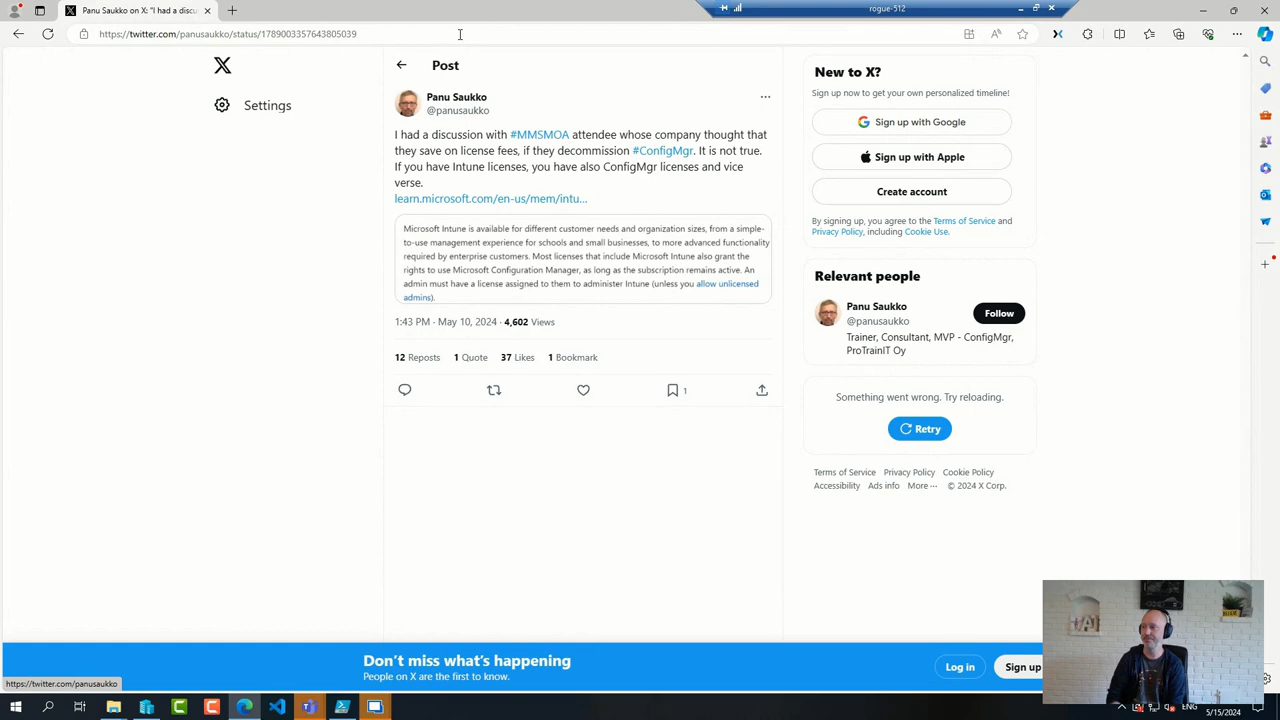 Panu Saukko on X: "I had a discu
rogue-512
https://twitter.com/panusaukko/status/1789003357643805039
Settings
Post
Panu Saukko
@panusaukko
I had a discussion with #MMSMOA attendee whose company thought that
they save on license fees, if they decommission #ConfigMgr. It is not true.
If you have Intune licenses, you have also ConfigMgr licenses and vice
verse.
learn.microsoft.com/en-us/mem/intu...
Microsoft Intune is available for different customer needs and organization sizes, from a simple-
to-use management experience for schools and small businesses, to more advanced functionality
required by enterprise customers. Most licenses that include Microsoft Intune also grant the
rights to use Microsoft Configuration Manager, as long as the subscription remains active. An
admin must have a license assigned to them to administer Intune (unless you allow unlicensed
admins).
1:43 PM · May 10, 2024 · 4,602 Views
12 Reposts 1 Quote 37 Likes 1 Bookmark
1
New to X?
Sign up now to get your own personalized timeline!
Sign up with Google
Sign up with Apple
Create account
By signing up, you agree to the Terms of Service and
Privacy Policy, including Cookie Use.
Relevant people
Panu Saukko
@panusaukko
Follow
Trainer, Consultant, MVP - ConfigMgr,
ProTrainIT Oy
Something went wrong. Try reloading.
Retry
Terms of Service Privacy Policy Cookie Policy
Accessibility Ads info More ··· © 2024 X Corp.
Don't miss what's happening
People on X are the first to know.
Log in
Sign up
https://twitter.com/panusaukko
5/15/2024